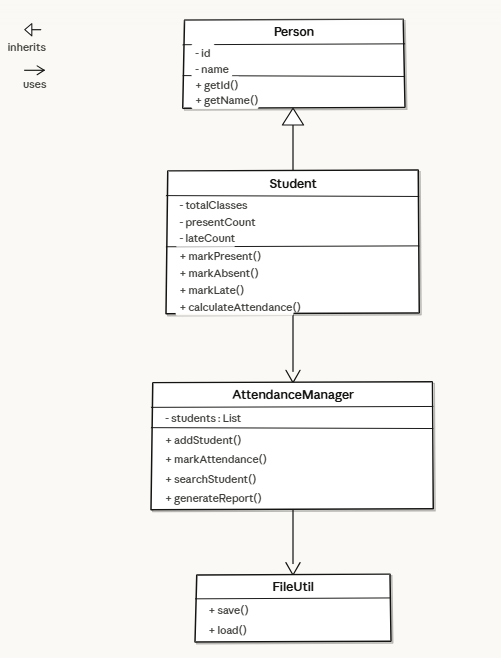 inherits
uses
Person
- id
- name
+ getId()
+ getName()
Student
- totalClasses
- presentCount
- lateCount
+ markPresent()
+ markAbsent()
+ markLate()
+ calculateAttendance()
AttendanceManager
- students : List
+ addStudent()
+ markAttendance()
+ searchStudent()
+ generateReport()
FileUtil
+ save()
+ load()